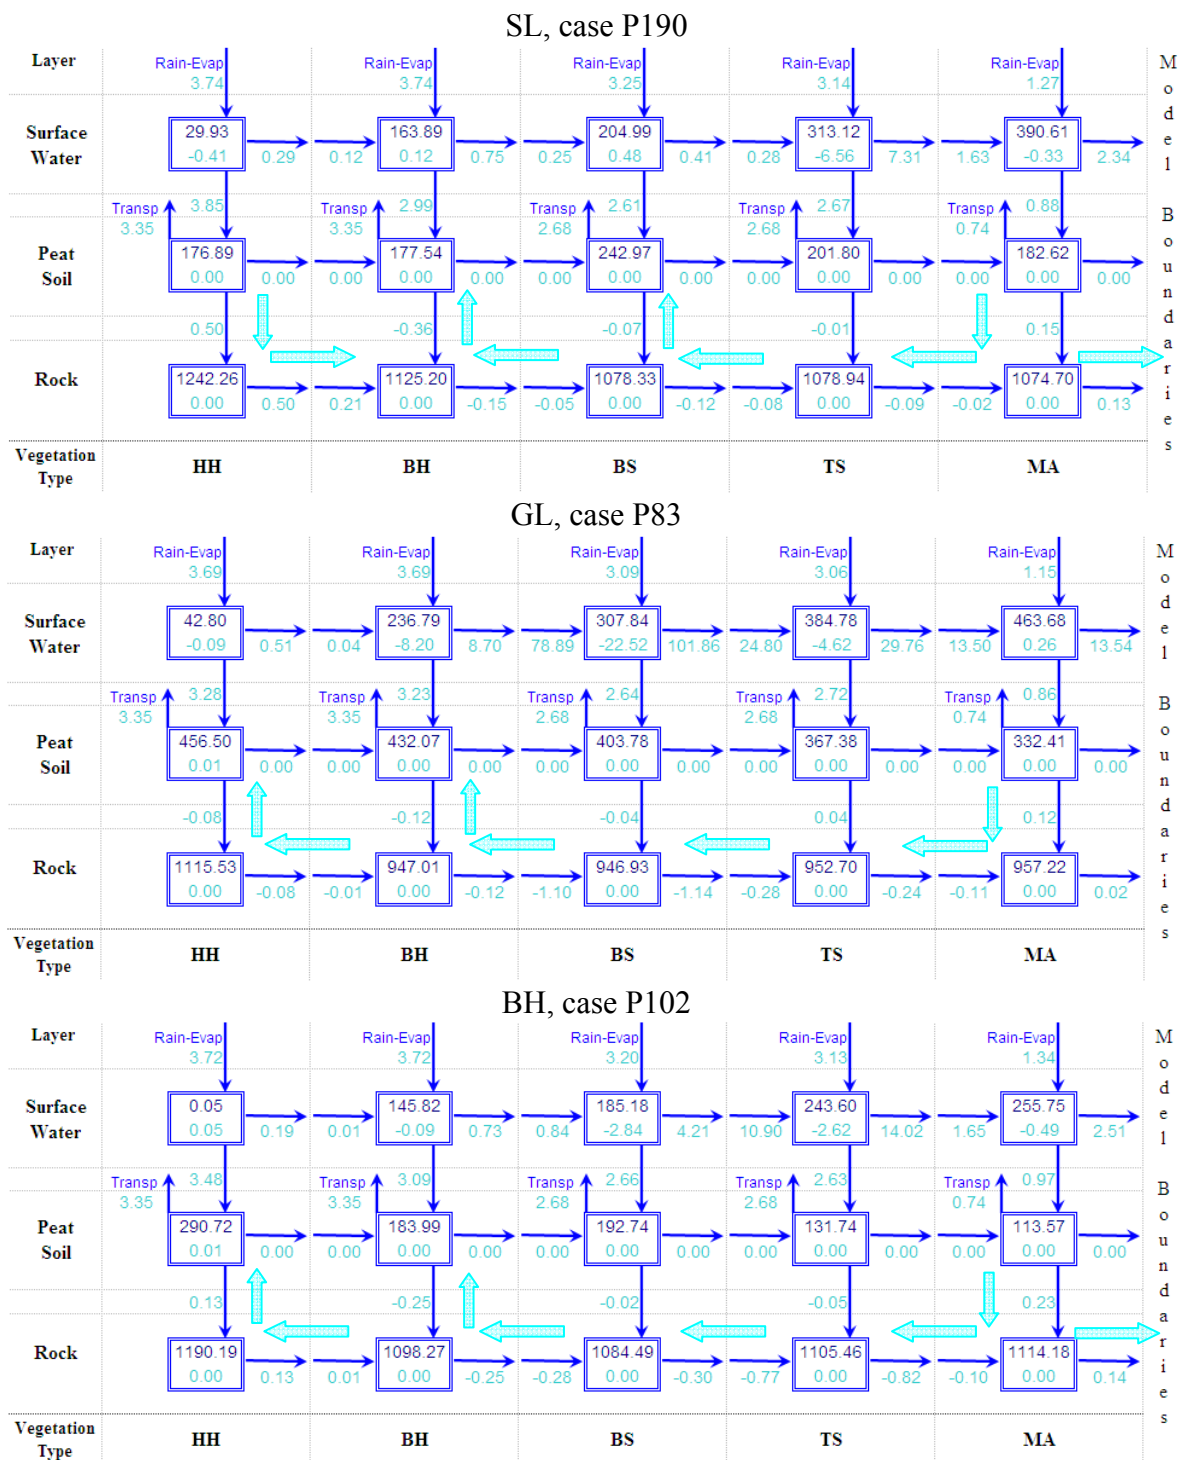 SL, case P190
Layer Rain-Evap Rain-Evap Rain-Evap Rain-Evap Rain-Evap
3.74 3.74 3.25 3.14 1.27
Surface Water
29.93 163.89 204.99 313.12 390.61
-0.41 0.29 0.12 0.12 0.75 0.25 0.48 0.41 0.28 -6.56 7.31 1.63 -0.33 2.34
Transp 3.85 Transp 2.99 Transp 2.61 Transp 2.67 Transp 0.88
3.35 3.35 2.68 2.68 0.74
Peat Soil
176.89 177.54 242.97 201.80 182.62
0.00 0.00 0.00 0.00 0.00 0.00 0.00 0.00 0.00 0.00 0.00 0.00 0.00 0.00
0.50 -0.36 -0.07 -0.01 0.15
Rock
1242.26 1125.20 1078.33 1078.94 1074.70
0.00 0.50 0.21 0.00 -0.15 -0.05 0.00 -0.12 -0.08 0.00 -0.09 -0.02 0.00 0.13
Vegetation Type HH BH BS TS MA
Model Boundaries
GL, case P83
Layer Rain-Evap Rain-Evap Rain-Evap Rain-Evap Rain-Evap
3.69 3.69 3.09 3.06 1.15
Surface Water
42.80 236.79 307.84 384.78 463.68
-0.09 0.51 0.04 -8.20 8.70 78.89 -22.52 101.86 24.80 -4.62 29.76 13.50 0.26 13.54
Transp 3.28 Transp 3.23 Transp 2.64 Transp 2.72 Transp 0.86
3.35 3.35 2.68 2.68 0.74
Peat Soil
456.50 432.07 403.78 367.38 332.41
0.01 0.00 0.00 0.00 0.00 0.00 0.00 0.00 0.00 0.00 0.00 0.00 0.00 0.00
-0.08 -0.12 -0.04 0.04 0.12
Rock
1115.53 947.01 946.93 952.70 957.22
0.00 -0.08 -0.01 0.00 -0.12 -1.10 0.00 -1.14 -0.28 0.00 -0.24 -0.11 0.00 0.02
Vegetation Type HH BH BS TS MA
Model Boundaries
BH, case P102
Layer Rain-Evap Rain-Evap Rain-Evap Rain-Evap Rain-Evap
3.72 3.72 3.20 3.13 1.34
Surface Water
0.05 145.82 185.18 243.60 255.75
0.05 0.19 0.01 -0.09 0.73 0.84 -2.84 4.21 10.90 -2.62 14.02 1.65 -0.49 2.51
Transp 3.48 Transp 3.09 Transp 2.66 Transp 2.63 Transp 0.97
3.35 3.35 2.68 2.68 0.74
Peat Soil
290.72 183.99 192.74 131.74 113.57
0.01 0.00 0.00 0.00 0.00 0.00 0.00 0.00 0.00 0.00 0.00 0.00 0.00 0.00
0.13 -0.25 -0.02 -0.05 0.23
Rock
1190.19 1098.27 1084.49 1105.46 1114.18
0.00 0.13 0.01 0.00 -0.25 -0.28 0.00 -0.30 -0.77 0.00 -0.82 -0.10 0.00 0.14
Vegetation Type HH BH BS TS MA
Model Boundaries